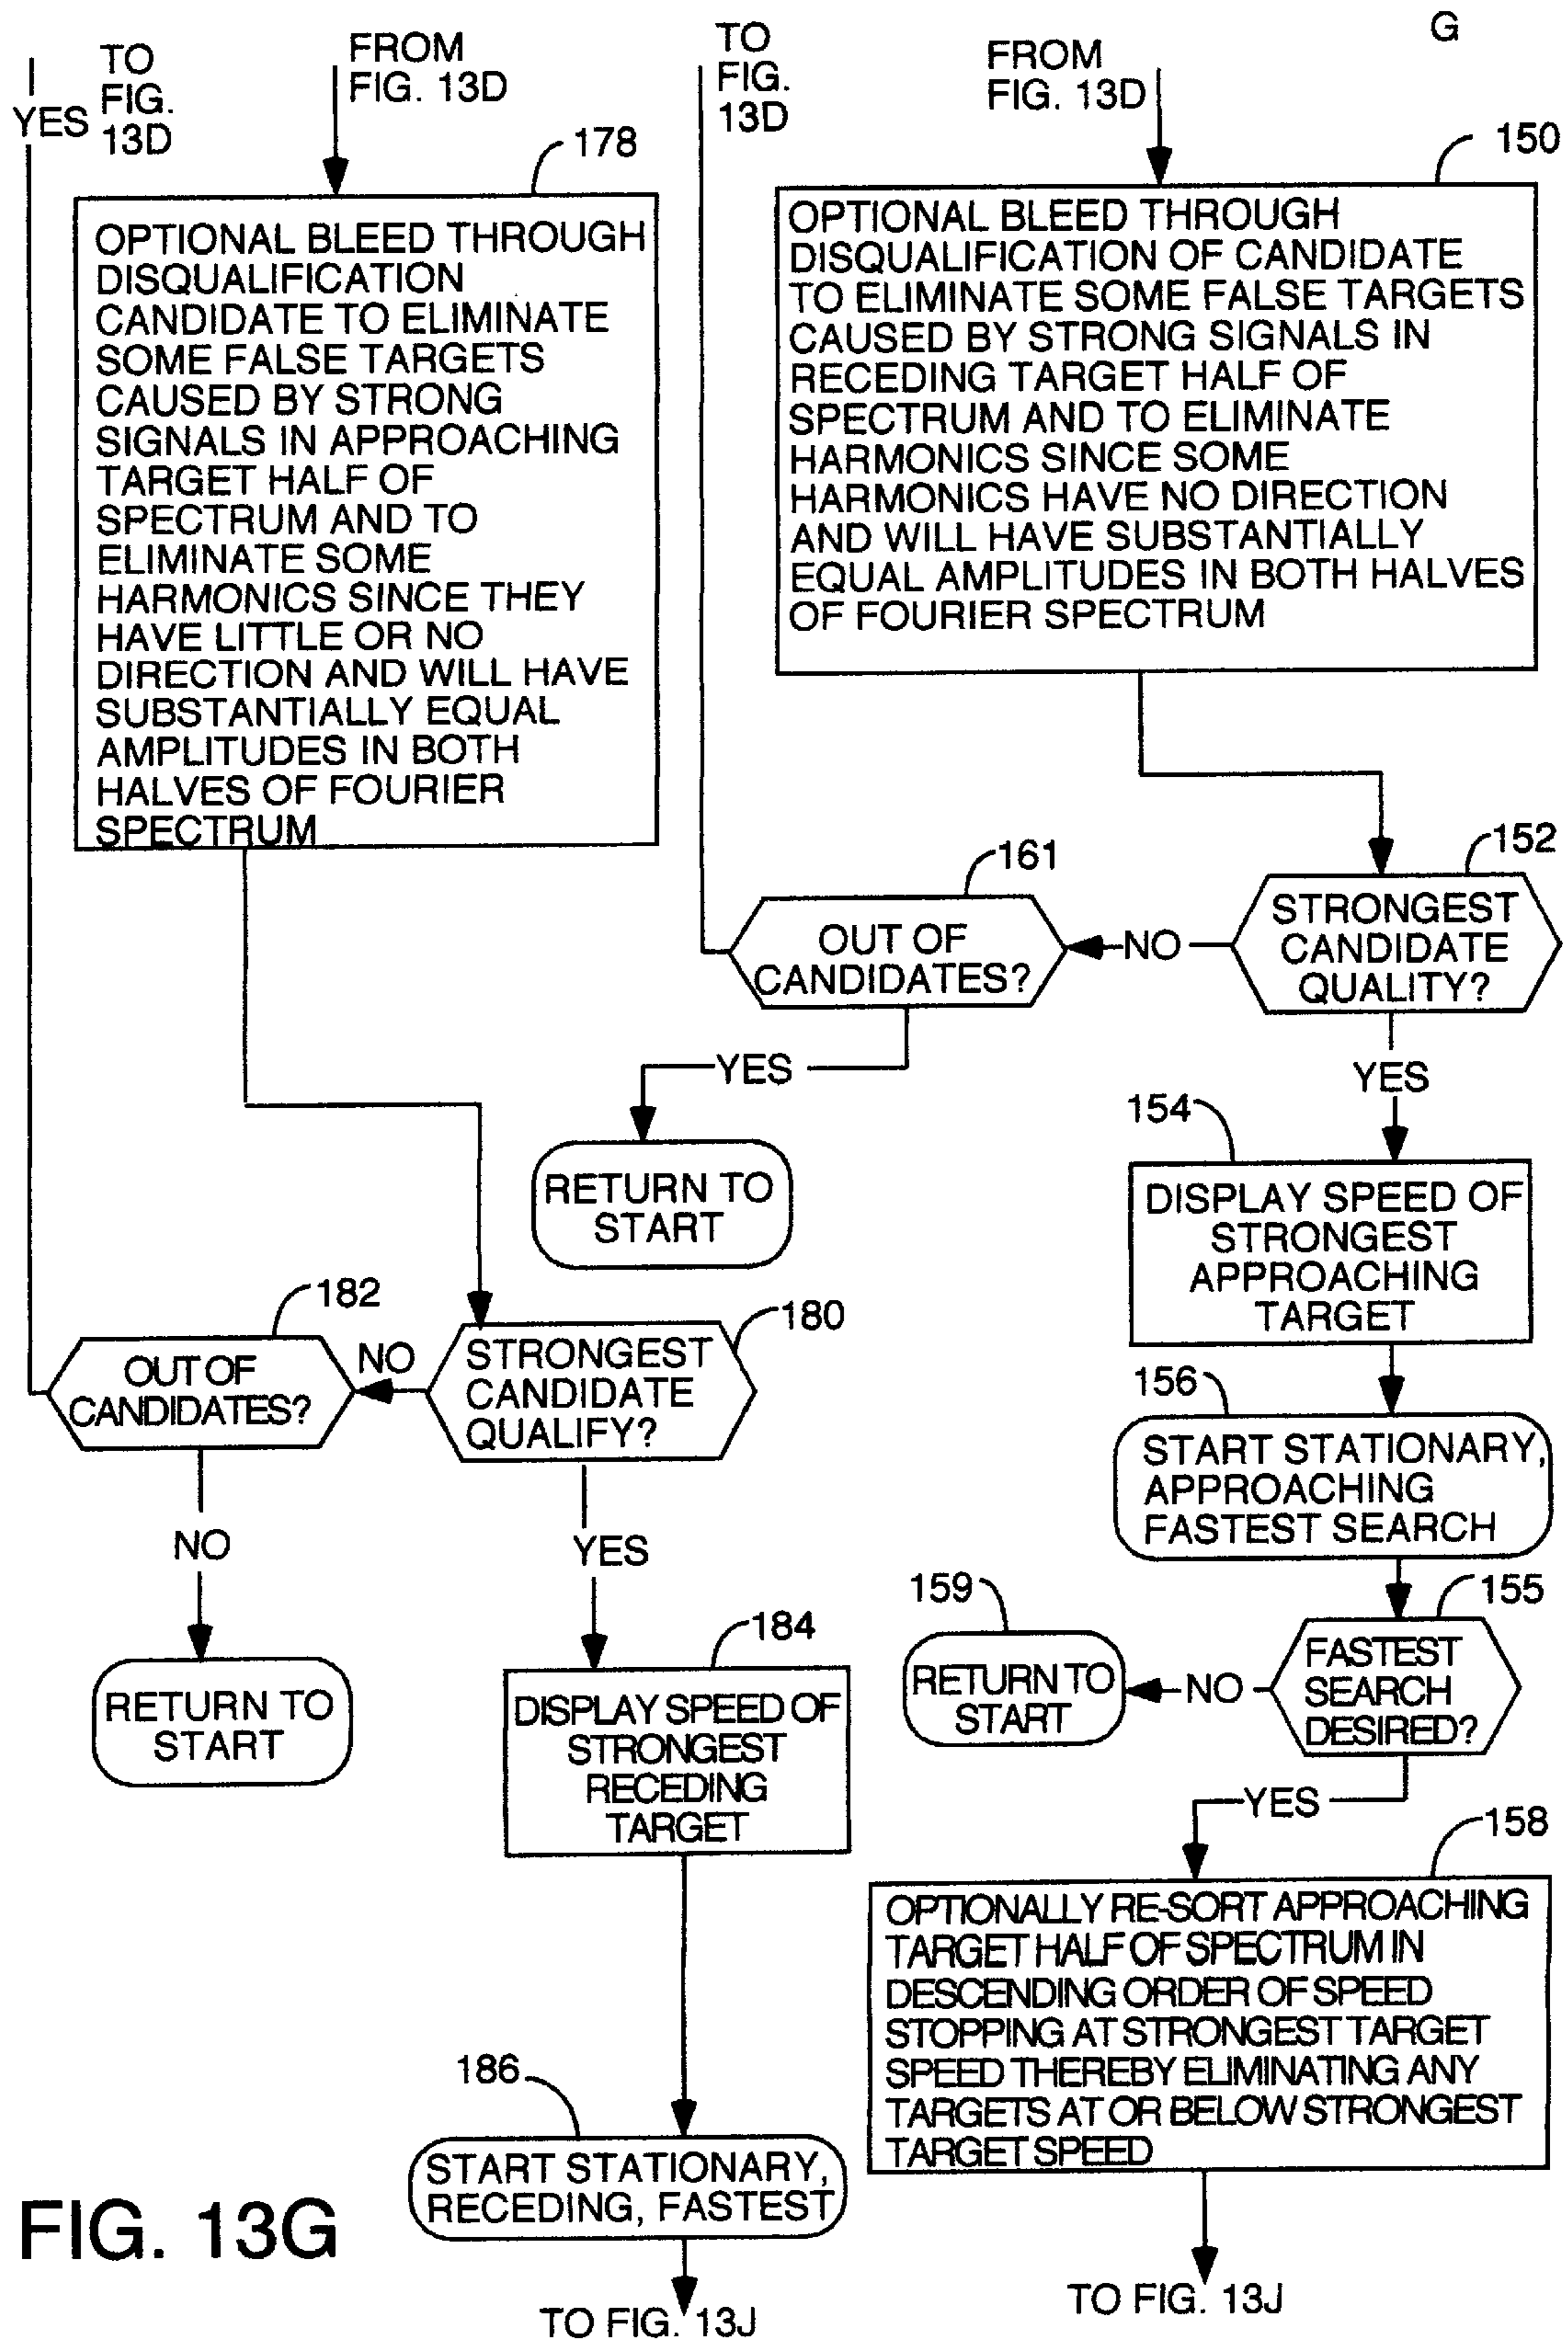 G
YES
TO
FIG.
13D
FROM
FIG. 13D
TO
FIG.
13D
FROM
FIG. 13D
178
OPTIONAL BLEED THROUGH
DISQUALIFICATION
CANDIDATE TO ELIMINATE
SOME FALSE TARGETS
CAUSED BY STRONG
SIGNALS IN APPROACHING
TARGET HALF OF
SPECTRUM AND TO
ELIMINATE SOME
HARMONICS SINCE THEY
HAVE LITTLE OR NO
DIRECTION AND WILL HAVE
SUBSTANTIALLY EQUAL
AMPLITUDES IN BOTH
HALVES OF FOURIER
SPECTRUM
150
OPTIONAL BLEED THROUGH
DISQUALIFICATION OF CANDIDATE
TO ELIMINATE SOME FALSE TARGETS
CAUSED BY STRONG SIGNALS IN
RECEDING TARGET HALF OF
SPECTRUM AND TO ELIMINATE
HARMONICS SINCE SOME
HARMONICS HAVE NO DIRECTION
AND WILL HAVE SUBSTANTIALLY
EQUAL AMPLITUDES IN BOTH HALVES
OF FOURIER SPECTRUM
152
STRONGEST
CANDIDATE
QUALITY?
NO
161
OUT OF
CANDIDATES?
YES
RETURN TO
START
YES
154
DISPLAY SPEED OF
STRONGEST
APPROACHING
TARGET
182
OUT OF
CANDIDATES?
NO
180
STRONGEST
CANDIDATE
QUALIFY?
156
START STATIONARY,
APPROACHING
FASTEST SEARCH
NO
RETURN TO
START
YES
184
DISPLAY SPEED OF
STRONGEST
RECEDING
TARGET
159
RETURN TO
START
NO
155
FASTEST
SEARCH
DESIRED?
YES
158
OPTIONALLY RE-SORT APPROACHING
TARGET HALF OF SPECTRUM IN
DESCENDING ORDER OF SPEED
STOPPING AT STRONGEST TARGET
SPEED THEREBY ELIMINATING ANY
TARGETS AT OR BELOW STRONGEST
TARGET SPEED
186
START STATIONARY,
RECEDING, FASTEST
TO FIG. 13J
TO FIG. 13J
FIG. 13G